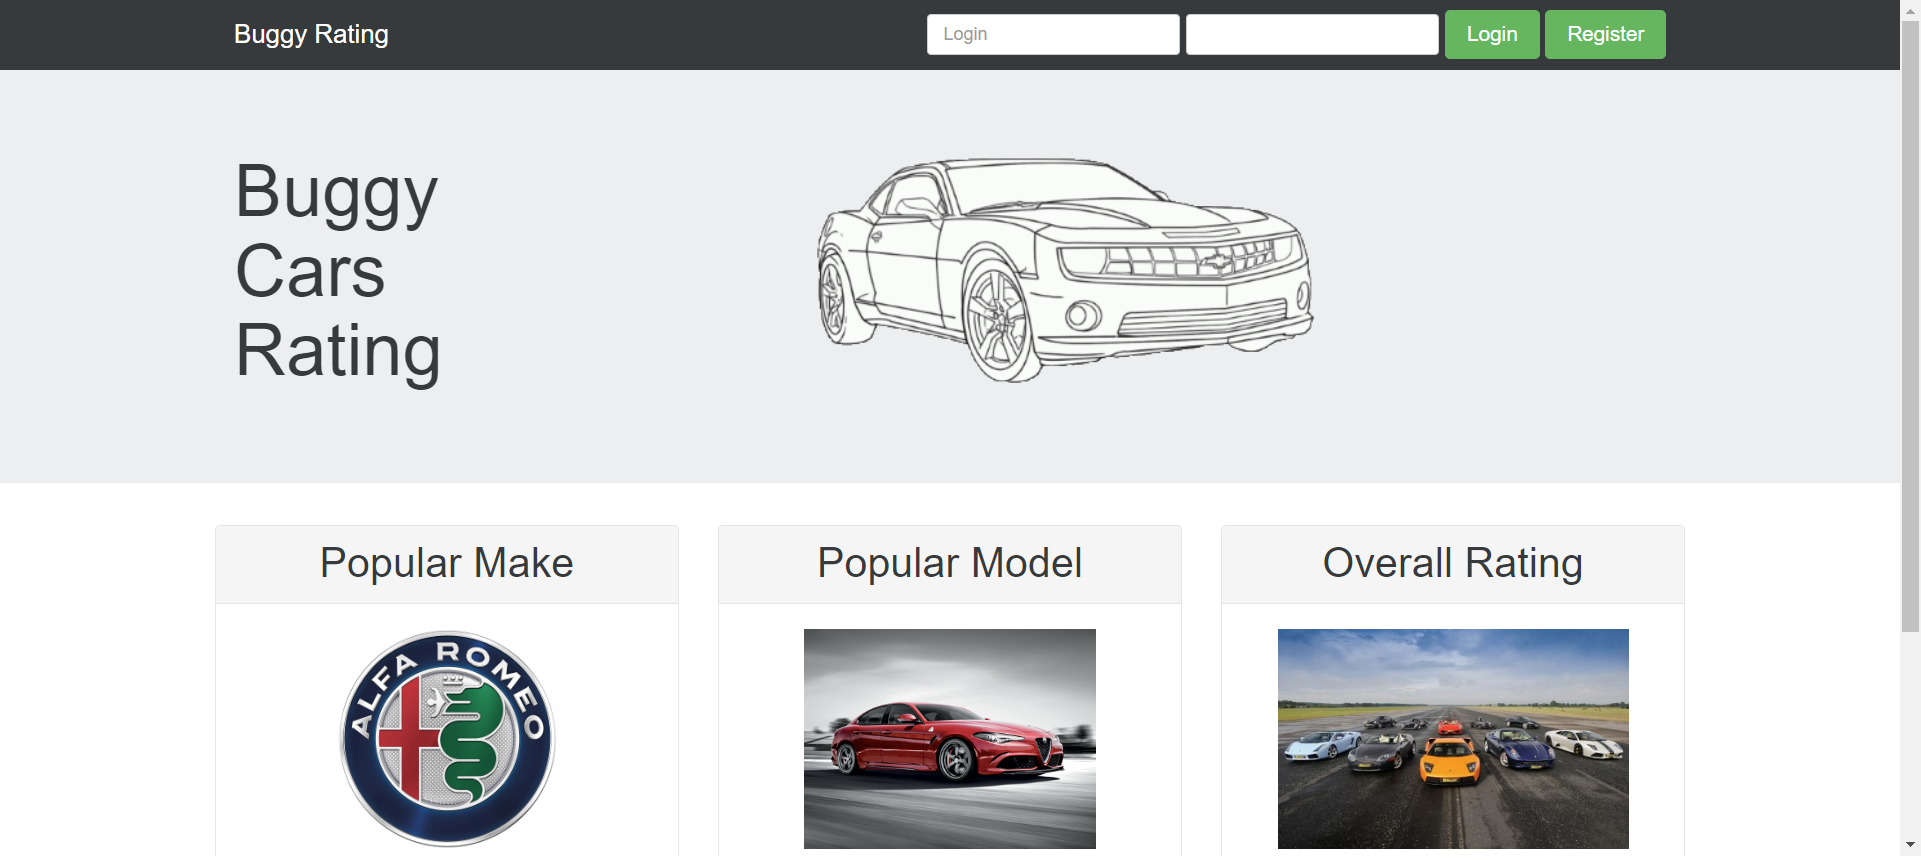 Buggy Rating
Login
Login
Register
Buggy
Cars
Rating
Popular Make
Popular Model
Overall Rating
ALFA ROMEO